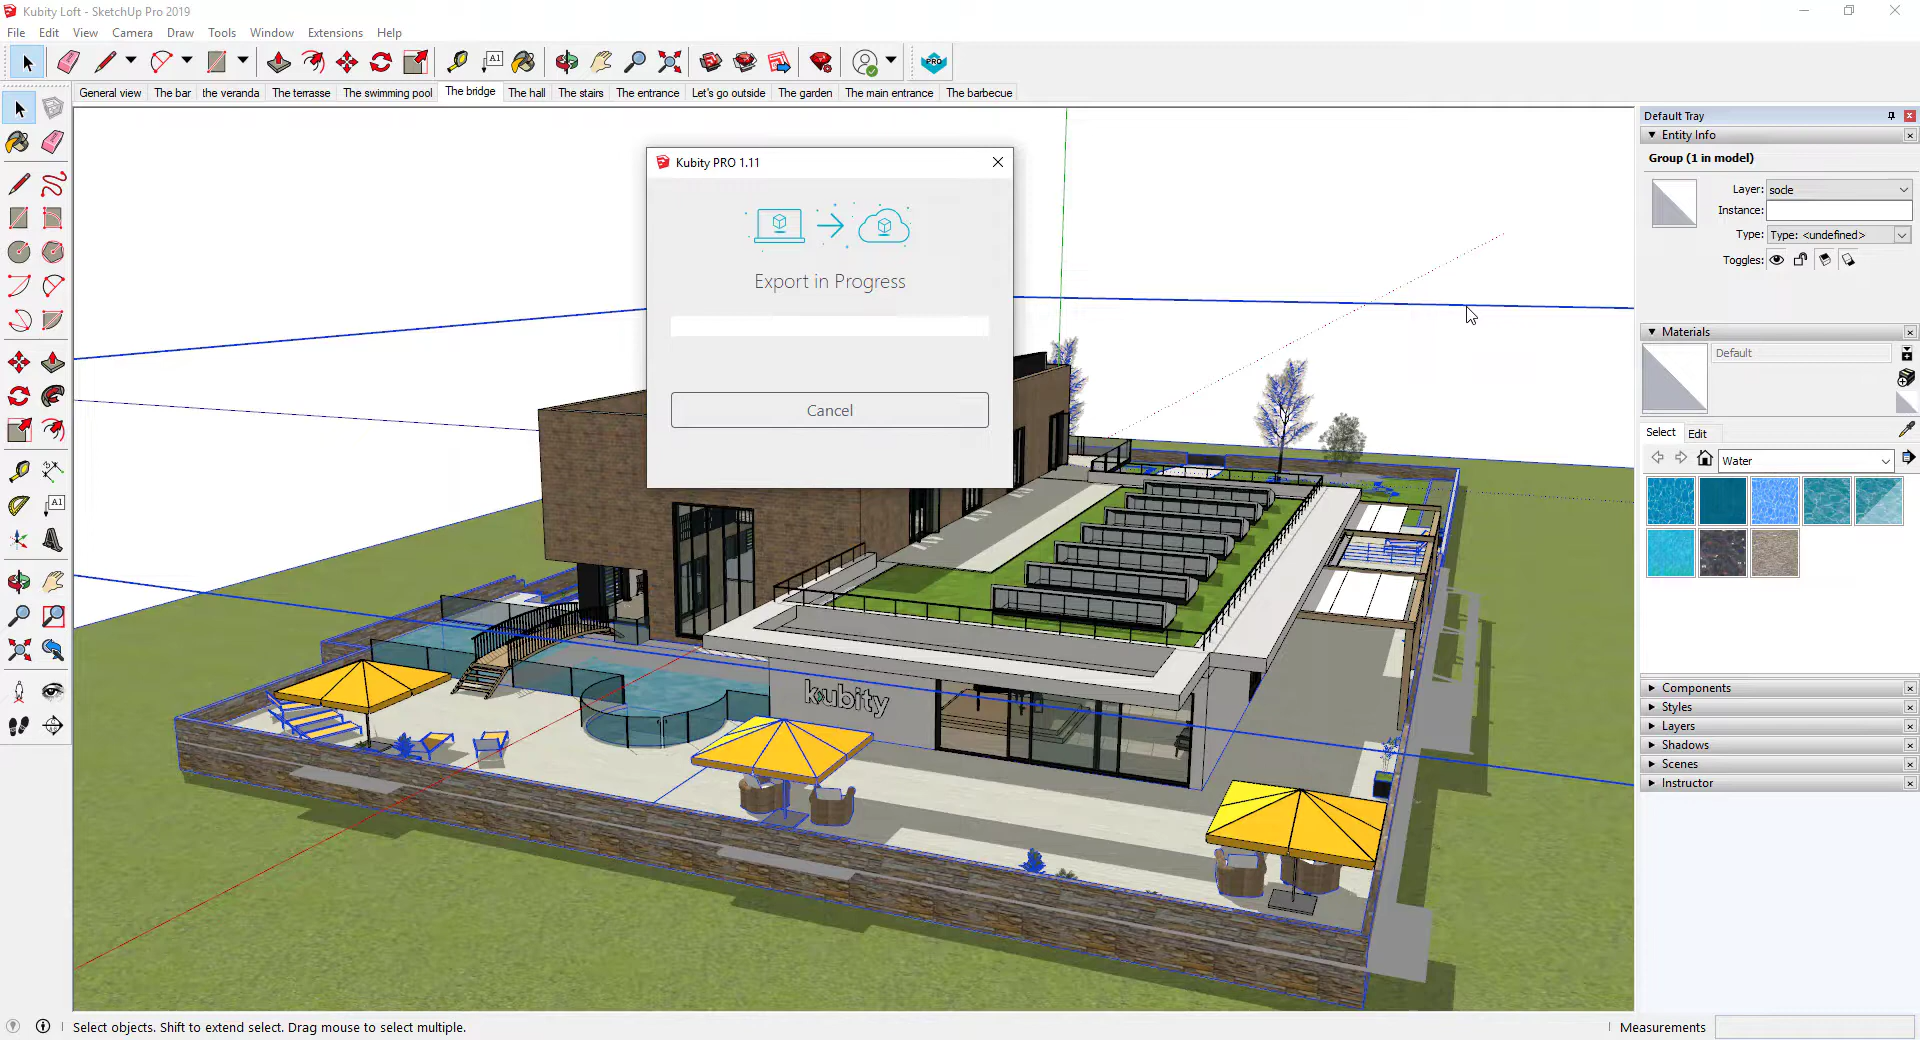 Kubity Loft - SketchUp Pro 2019
File Edit View Camera Draw Tools Window Extensions Help
A1
PRO
General view The bar the veranda The terrasse The swimming pool The bridge The hall The stairs The entrance Let's go outside The garden The main entrance The barbecue
Kubity PRO 1.11
Export in Progress
Cancel
kubity
A1
Default Tray
Entity Info
Group (1 in model)
Layer: socle
Instance:
Type: Type: <undefined>
Toggles:
Materials
Default
Select Edit
Water
Components
Styles
Layers
Shadows
Scenes
Instructor
Select objects. Shift to extend select. Drag mouse to select multiple.
Measurements